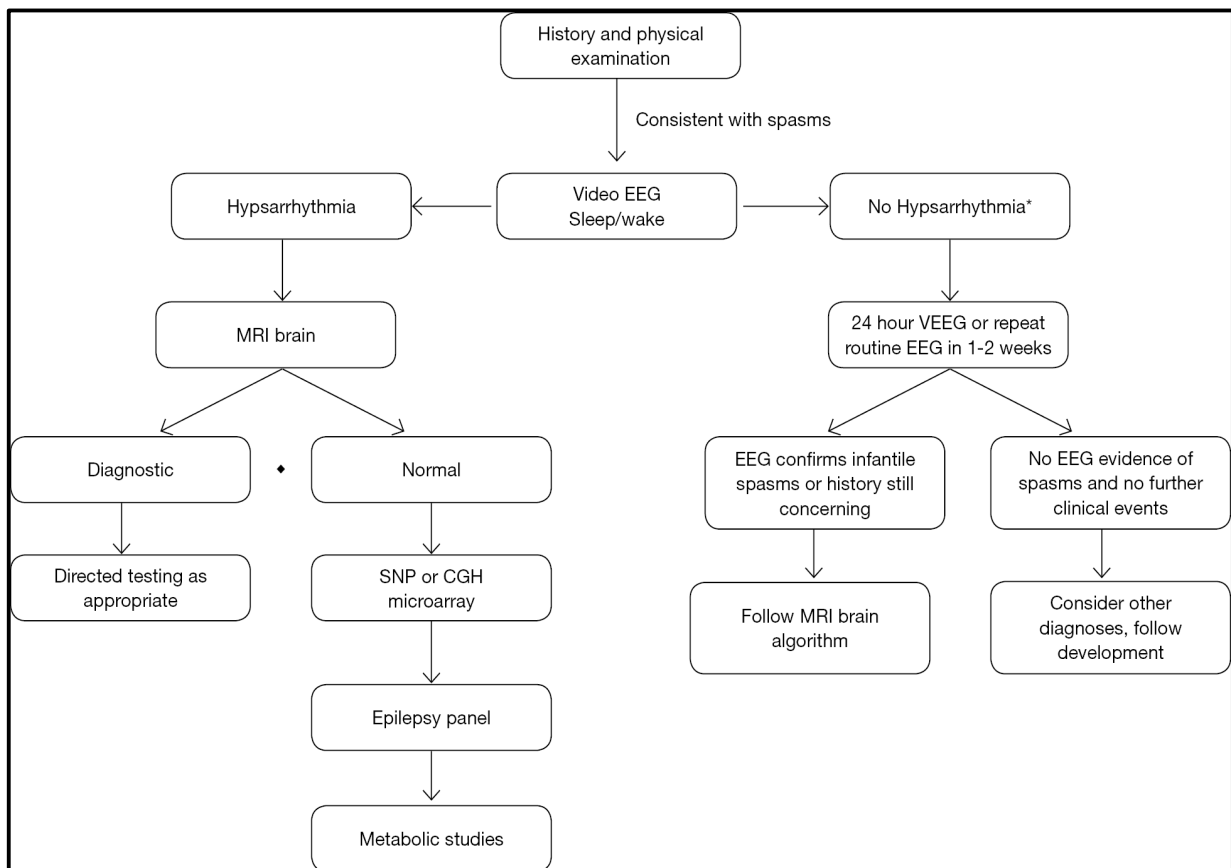 History and physical
examination
Consistent with spasms
Hypsarrhythmia
Video EEG
Sleep/wake
No Hypsarrhythmia*
MRI brain
24 hour VEEG or repeat
routine EEG in 1-2 weeks
Diagnostic
Normal
EEG confirms infantile
spasms or history still
concerning
No EEG evidence of
spasms and no further
clinical events
Directed testing as
appropriate
SNP or CGH
microarray
Follow MRI brain
algorithm
Consider other
diagnoses, follow
development
Epilepsy panel
Metabolic studies